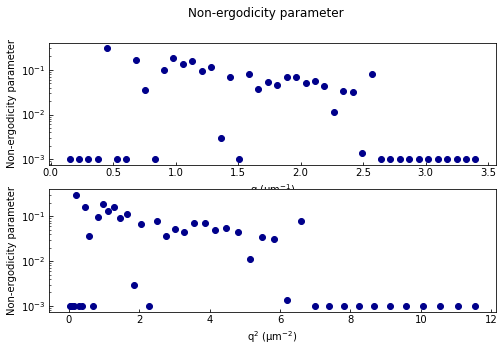 Non-ergodicity parameter
Non-ergodicity parameter
10⁻¹
10⁻²
10⁻³
0.0 0.5 1.0 1.5 2.0 2.5 3.0 3.5
q (μm⁻¹)
Non-ergodicity parameter
10⁻¹
10⁻²
10⁻³
0 2 4 6 8 10 12
q² (μm⁻²)